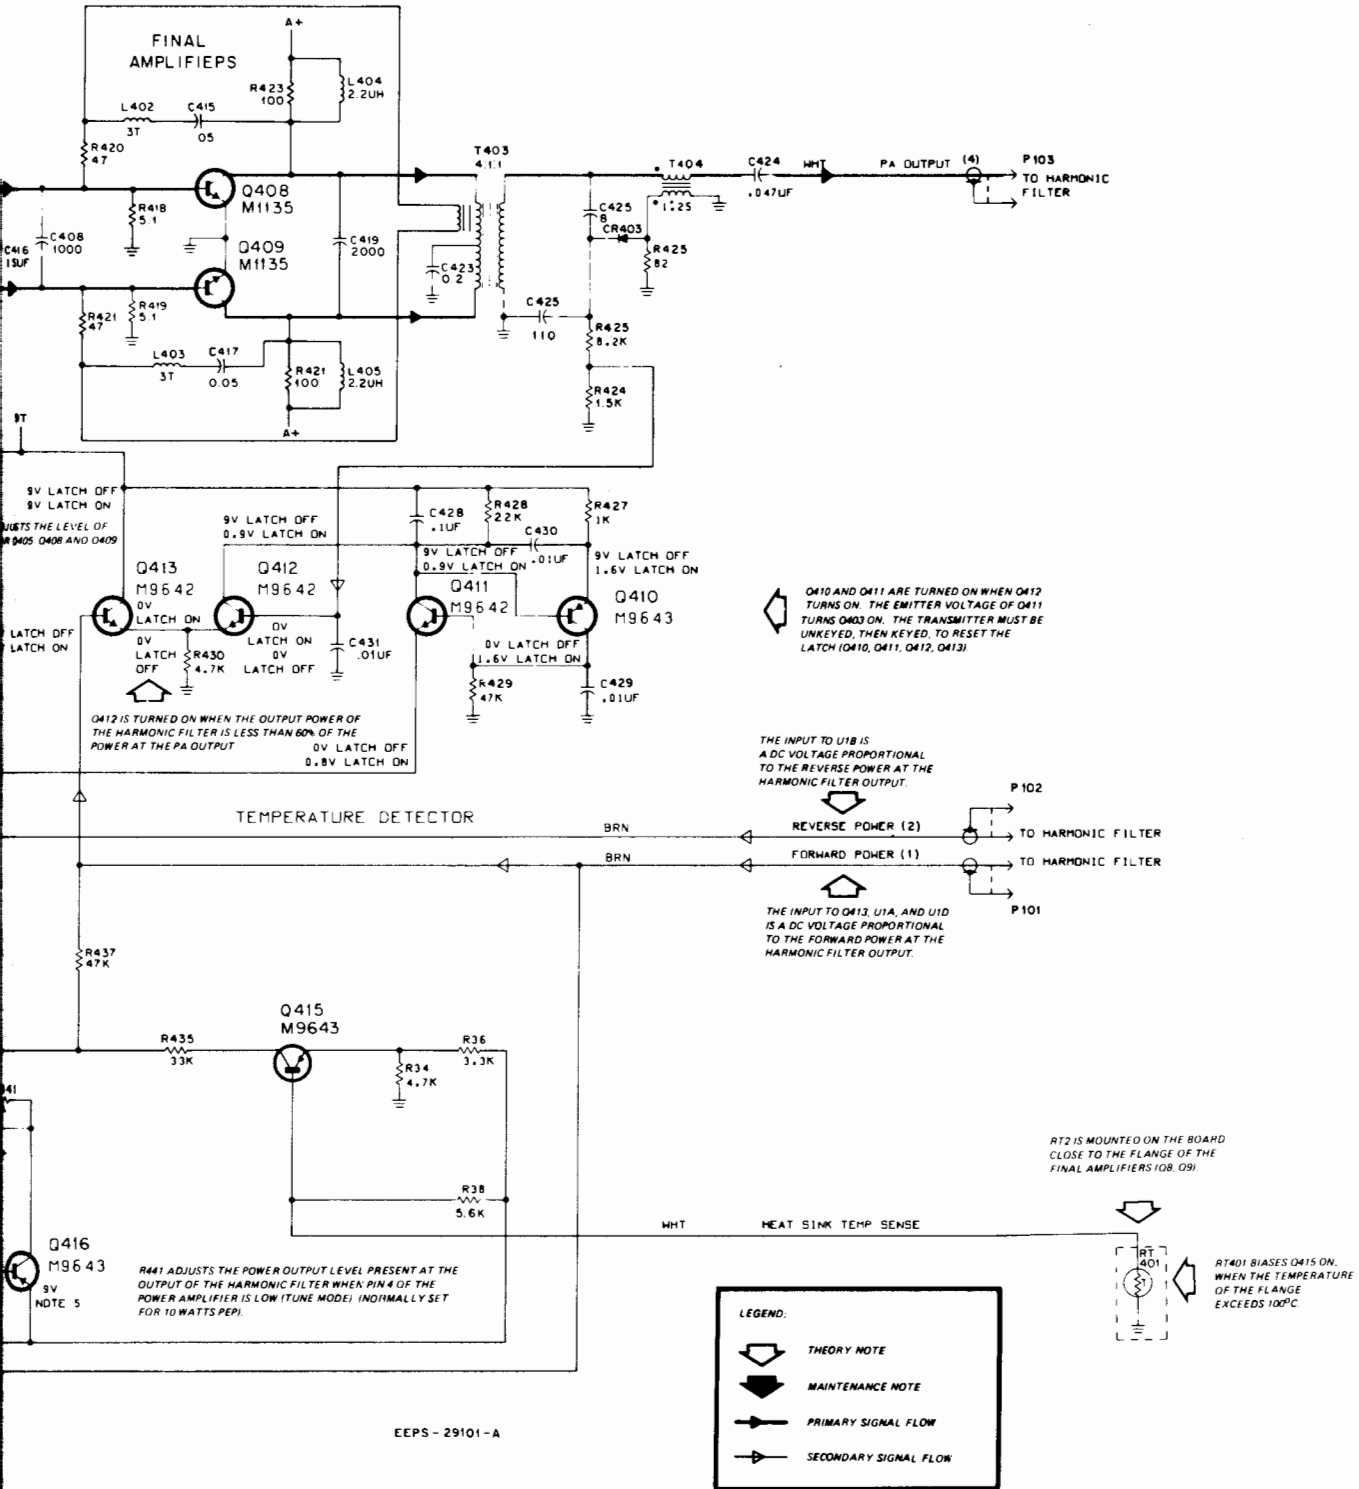 FINAL
AMPLIFIEPS
A+
R423
100
L404
2.2UH
L402
3T
C415
05
R420
47
Q408
M1135
R418
5.1
C408
1000
C416
Q409
M1135
C419
2000
T403
4:1
C423
0.2
C425
8
CR403
T404
1:25
C424
.047UF
WHT
PA OUTPUT (4)
P103
TO HARMONIC
FILTER
R425
82
R421
47
R419
5.1
C425
110
R425
8.2K
L403
3T
C417
0.05
R421
100
L405
2.2UH
R424
1.5K
A+
9V LATCH OFF
9V LATCH ON
THE LEVEL OF
Q405 Q408 AND Q409
9V LATCH OFF
0.9V LATCH ON
C428
.1UF
R428
22K
C430
.01UF
R427
1K
9V LATCH OFF
0.9V LATCH ON
9V LATCH OFF
1.6V LATCH ON
Q413
M9642
0V
LATCH ON
0V
LATCH
OFF
Q412
M9642
0V
LATCH ON
0V
LATCH OFF
LATCH OFF
LATCH ON
R430
4.7K
C431
.01UF
Q411
M9642
Q410
M9643
0V LATCH OFF
1.6V LATCH ON
R429
47K
C429
.01UF
Q410 AND Q411 ARE TURNED ON WHEN Q412
TURNS ON. THE EMITTER VOLTAGE OF Q411
TURNS Q403 ON. THE TRANSMITTER MUST BE
UNKEYED, THEN KEYED, TO RESET THE
LATCH (Q410, Q411, Q412, Q413).
Q412 IS TURNED ON WHEN THE OUTPUT POWER OF
THE HARMONIC FILTER IS LESS THAN 60% OF THE
POWER AT THE PA OUTPUT
0V LATCH OFF
0.8V LATCH ON
THE INPUT TO U1B IS
A DC VOLTAGE PROPORTIONAL
TO THE REVERSE POWER AT THE
HARMONIC FILTER OUTPUT.
P102
TEMPERATURE DETECTOR
BRN
REVERSE POWER (2)
TO HARMONIC FILTER
BRN
FORWARD POWER (1)
TO HARMONIC FILTER
P101
THE INPUT TO Q413, U1A, AND U1D
IS A DC VOLTAGE PROPORTIONAL
TO THE FORWARD POWER AT THE
HARMONIC FILTER OUTPUT.
R437
47K
Q415
M9643
R435
33K
R36
3.3K
R34
4.7K
R38
5.6K
WHT
HEAT SINK TEMP SENSE
RT2 IS MOUNTED ON THE BOARD
CLOSE TO THE FLANGE OF THE
FINAL AMPLIFIERS (Q8, Q9).
RT
401
T
RT401 BIASES Q415 ON,
WHEN THE TEMPERATURE
OF THE FLANGE
EXCEEDS 100°C.
Q416
M9643
9V
NOTE 5
R441 ADJUSTS THE POWER OUTPUT LEVEL PRESENT AT THE
OUTPUT OF THE HARMONIC FILTER WHEN PIN 4 OF THE
POWER AMPLIFIER IS LOW (TUNE MODE) (NORMALLY SET
FOR 10 WATTS PEP).
LEGEND:
THEORY NOTE
MAINTENANCE NOTE
PRIMARY SIGNAL FLOW
SECONDARY SIGNAL FLOW
EEPS-29101-A